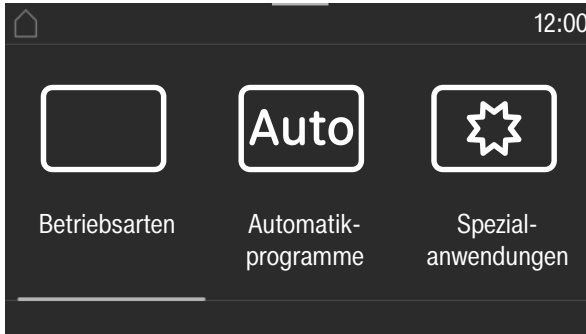 12:00
Auto
Betriebsarten
Automatik-
programme
Spezial-
anwendungen